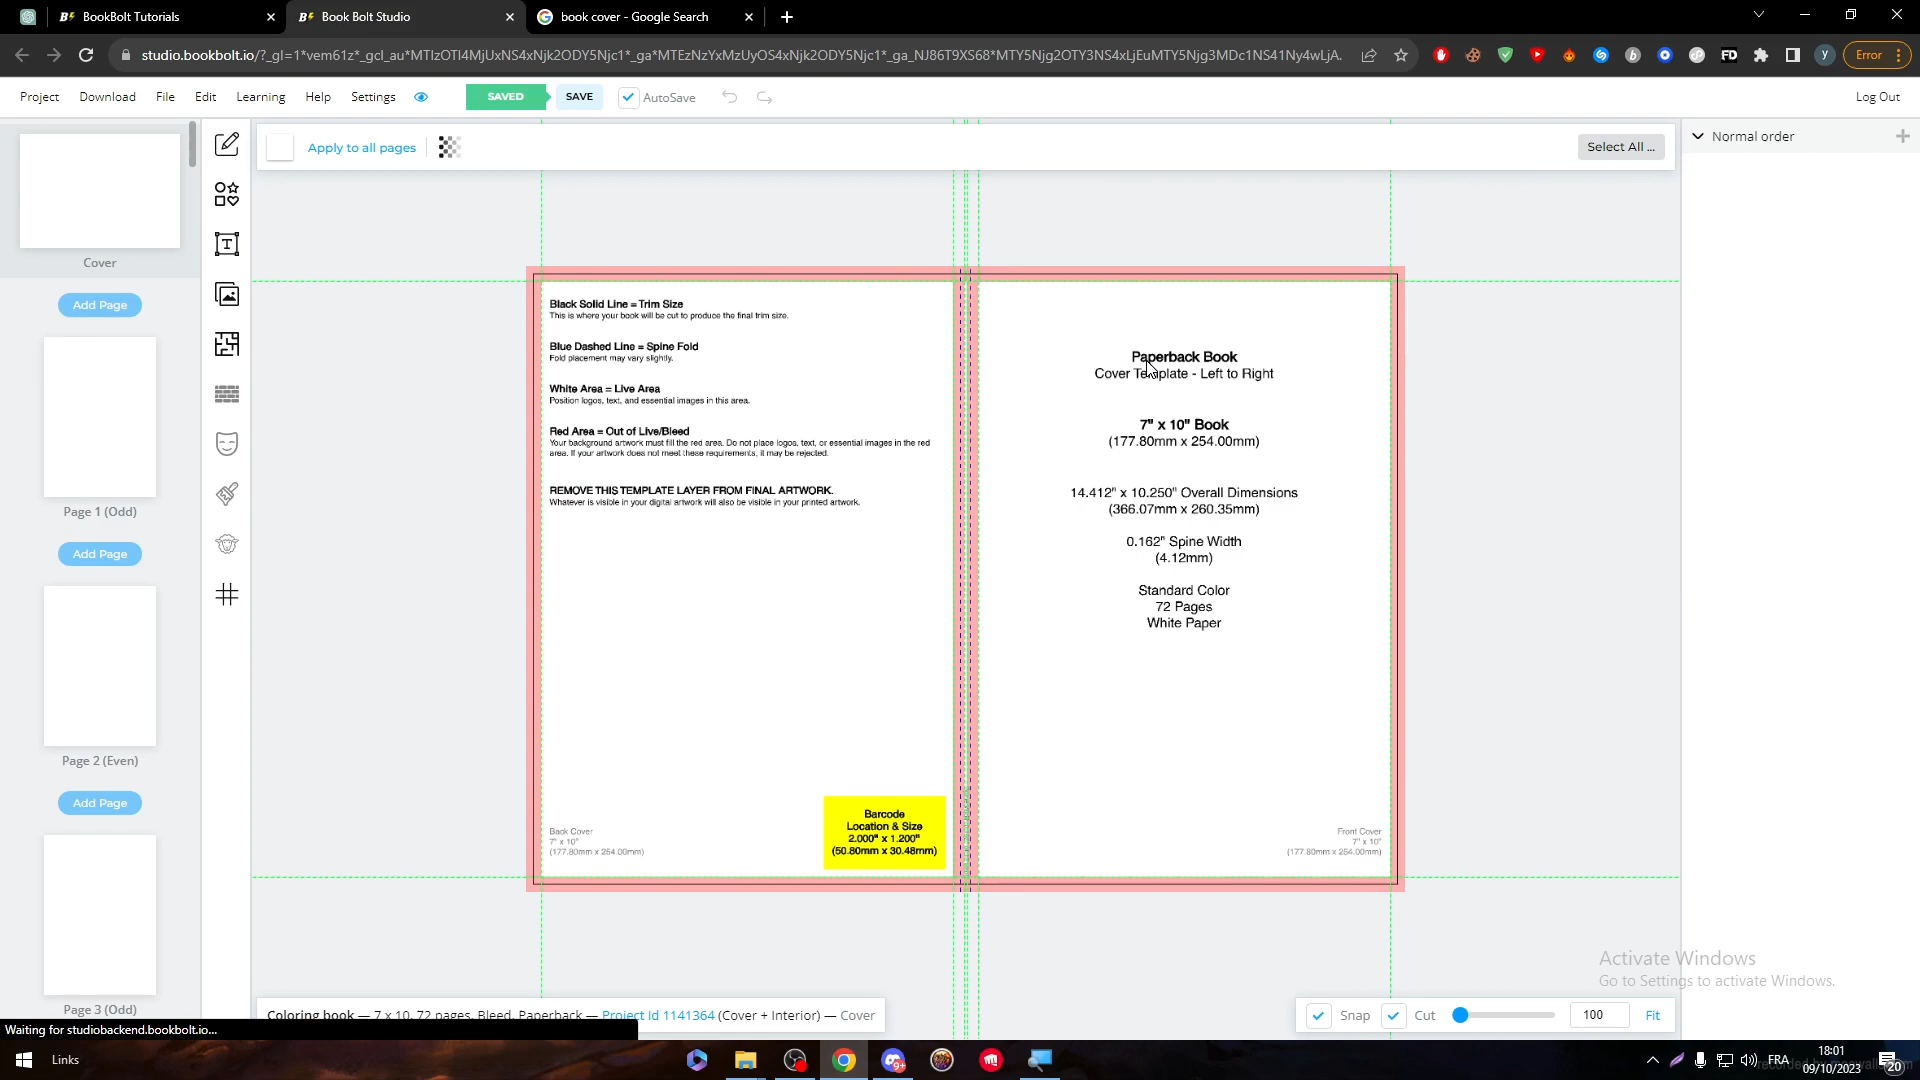 BookBolt Tutorials
Book Bolt Studio
book cover - Google Search
studio.bookbolt.io/?_gl=1*vem61z*_gcl_au*MTIzOTI4MjUxNS4xNjk2ODY5Njc1*_ga*MTEzNzYxMzUyOS4xNjk2ODY5Njc1*_ga_NJ86T9XS68*MTY5Njg2OTY3NS4xLjEuMTY5Njg3MDc1NS41Ny4wLjA.
Error
Project
Download
File
Edit
Learning
Help
Settings
SAVED
SAVE
AutoSave
Log Out
Apply to all pages
Select All ...
Normal order
Cover
Add Page
Page 1 (Odd)
Add Page
Page 2 (Even)
Add Page
Page 3 (Odd)
Black Solid Line = Trim Size
This is where your book will be cut to produce the final trim size.
Blue Dashed Line = Spine Fold
Fold placement may vary slightly.
White Area = Live Area
Position logos, text, and essential images in this area.
Red Area = Out of Live/Bleed
Your background artwork must fill the red area. Do not place logos, text, or essential images in the red
area. If your artwork does not meet these requirements, it may be rejected.
REMOVE THIS TEMPLATE LAYER FROM FINAL ARTWORK.
Whatever is visible in your digital artwork will also be visible in your printed artwork.
Back Cover
7" x 10"
(177.80mm x 254.00mm)
Barcode
Location & Size
2.000" x 1.200"
(50.80mm x 30.48mm)
Paperback Book
Cover Template - Left to Right
7" x 10" Book
(177.80mm x 254.00mm)
14.412" x 10.250" Overall Dimensions
(366.07mm x 260.35mm)
0.162" Spine Width
(4.12mm)
Standard Color
72 Pages
White Paper
Front Cover
7" x 10"
(177.80mm x 254.00mm)
Activate Windows
Go to Settings to activate Windows.
Coloring book — 7 x 10, 72 pages, Bleed, Paperback — Project Id 1141364 (Cover + Interior) — Cover
Snap
Cut
100
Fit
Waiting for studiobackend.bookbolt.io...
Links
9+
FRA
18:01
09/10/2023
20